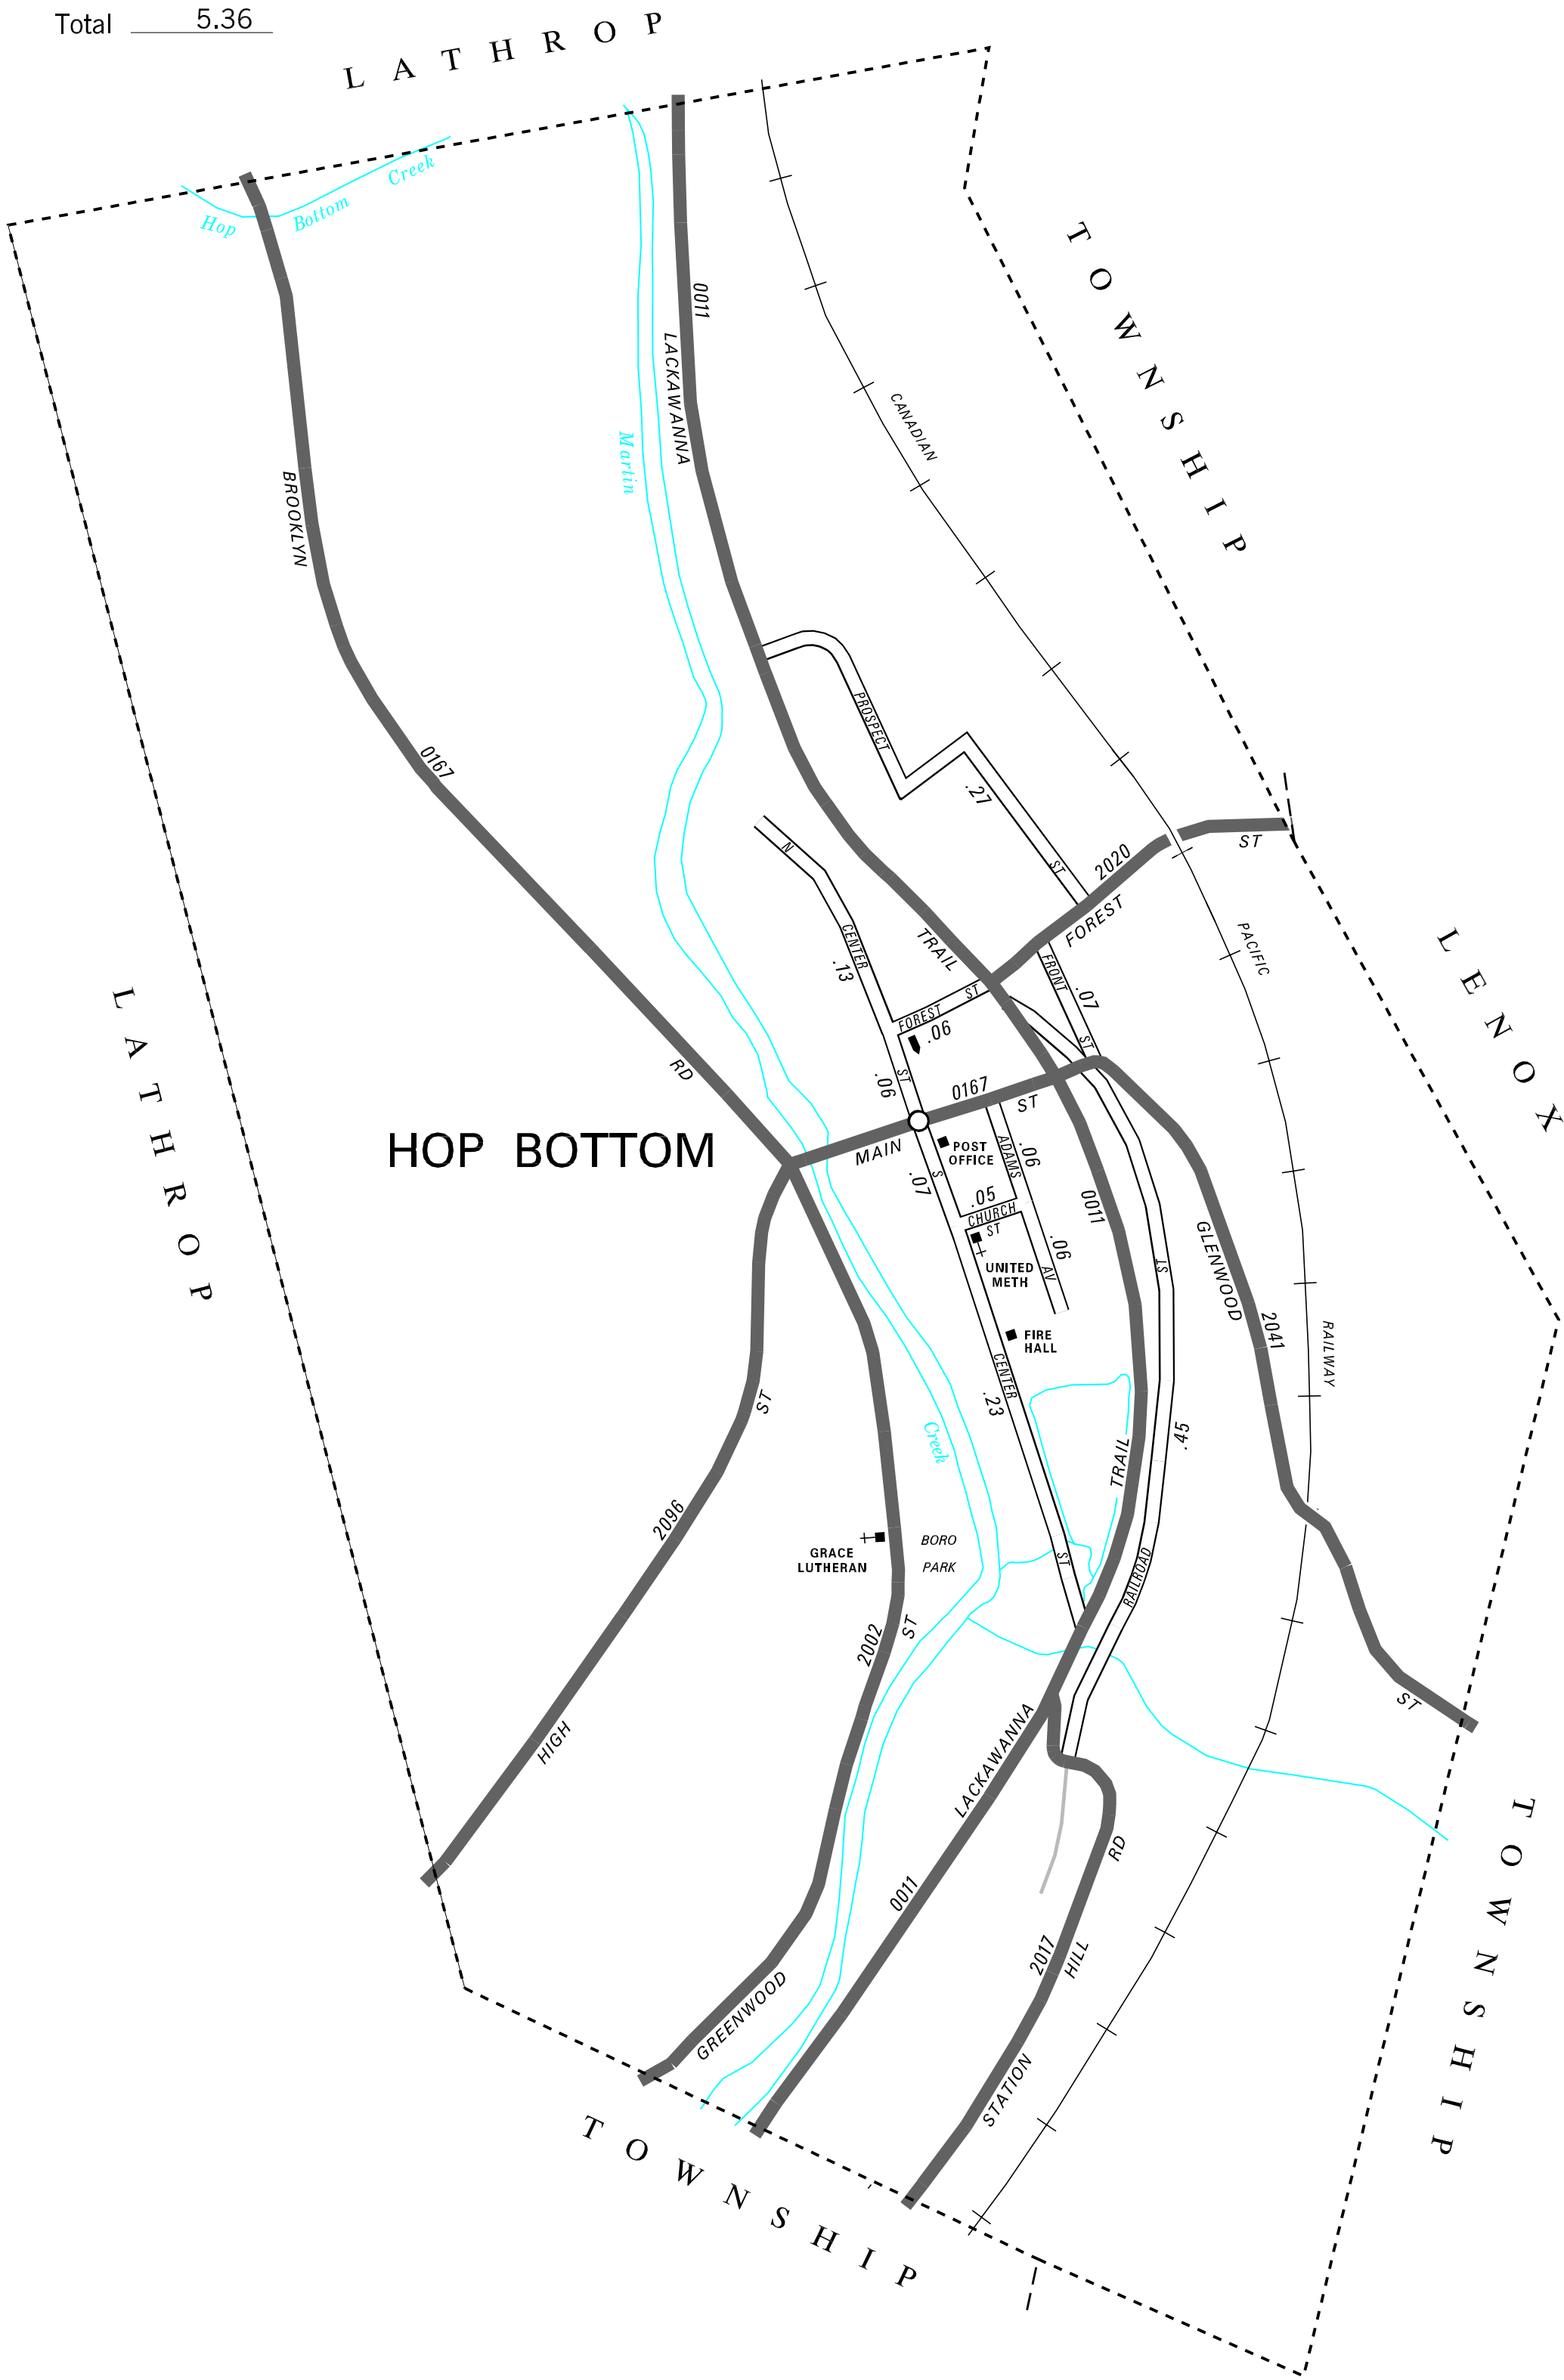 Total 5.36
LATHROP
Hop Bottom Creek
TOWNSHIP
0011
LACKAWANNA
CANADIAN
Martin
BROOKLYN
PROSPECT
0167
.27
ST
2020
ST
N
FOREST
CENTER
.13
TRAIL
PACIFIC
LENOX
FRONT
.07
ST
FOREST ST
.06
LATHROP
RD
ST
.06
0167
ST
MAIN
HOP BOTTOM
POST
OFFICE
ADAMS
.06
S
.07
.05
CHURCH
ST
0011
UNITED
METH
.06
AV
ST
GLENWOOD
2041
FIRE
HALL
RAILWAY
CENTER
.23
ST
Creek
TRAIL
.45
2096
GRACE
LUTHERAN
BORO
PARK
ST
RAILROAD
2002
ST
HIGH
LACKAWANNA
ST
RD
TOWNSHIP
0011
2017
HILL
GREENWOOD
STATION
TOWNSHIP